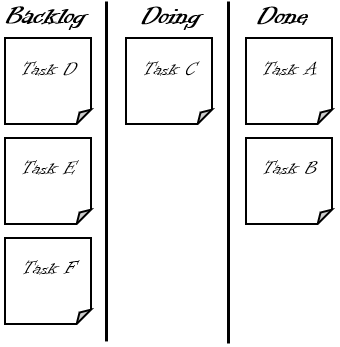 Backlog
Doing
Done
Task D
Task C
Task A
Task E
Task B
Task F